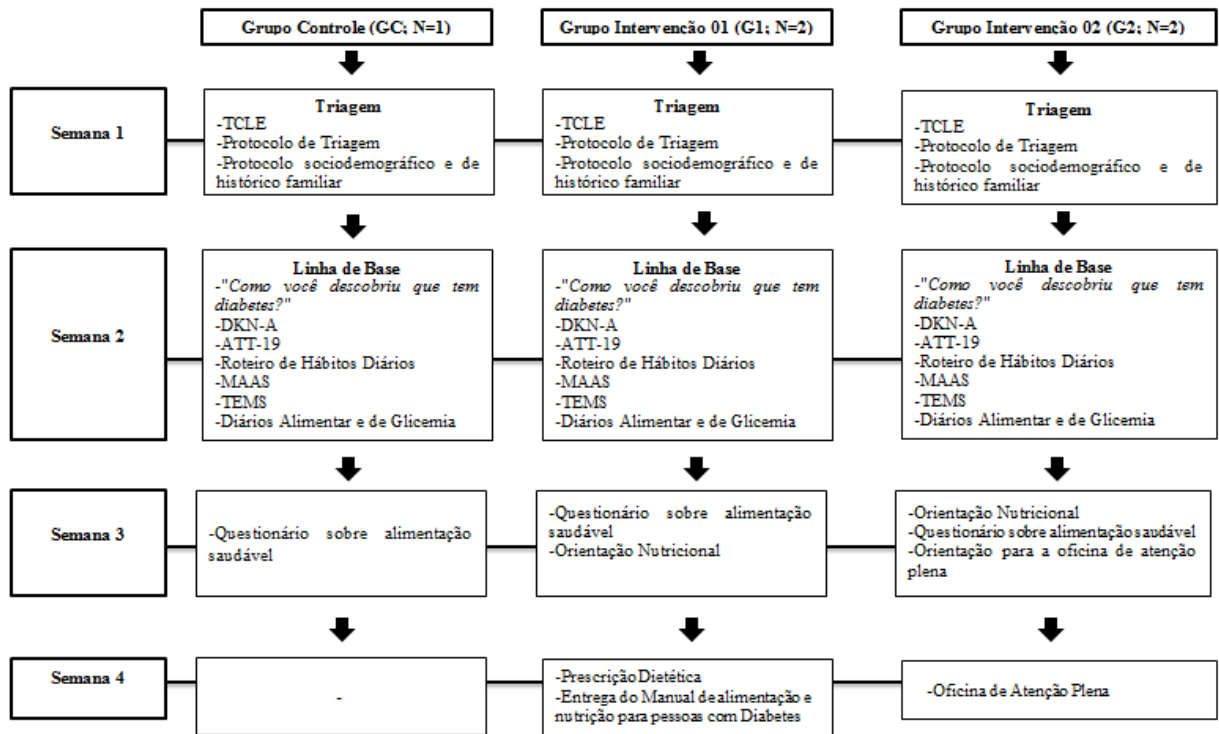 Grupo Controle (GC; N=1)
Grupo Intervenção 01 (G1; N=2)
Grupo Intervenção 02 (G2; N=2)
Semana 1
Triagem
-TCLE
-Protocolo de Triagem
-Protocolo sociodemográfico e de
histórico familiar
Triagem
-TCLE
-Protocolo de Triagem
-Protocolo sociodemográfico e de
histórico familiar
Triagem
-TCLE
-Protocolo de Triagem
-Protocolo sociodemográfico e de
histórico familiar
Semana 2
Linha de Base
-"Como você descobriu que tem
diabetes?"
-DKN-A
-ATT-19
-Roteiro de Hábitos Diários
-MAAS
-TEMS
-Diários Alimentar e de Glicemia
Linha de Base
-"Como você descobriu que tem
diabetes?"
-DKN-A
-ATT-19
-Roteiro de Hábitos Diários
-MAAS
-TEMS
-Diários Alimentar e de Glicemia
Linha de Base
-"Como você descobriu que tem
diabetes?"
-DKN-A
-ATT-19
-Roteiro de Hábitos Diários
-MAAS
-TEMS
-Diários Alimentar e de Glicemia
Semana 3
-Questionário sobre alimentação
saudável
-Questionário sobre alimentação
saudável
-Orientação Nutricional
-Orientação Nutricional
-Questionário sobre alimentação saudável
-Orientação para a oficina de atenção
plena
Semana 4
-
-Prescrição Dietética
-Entrega do Manual de alimentação e
nutrição para pessoas com Diabetes
-Oficina de Atenção Plena